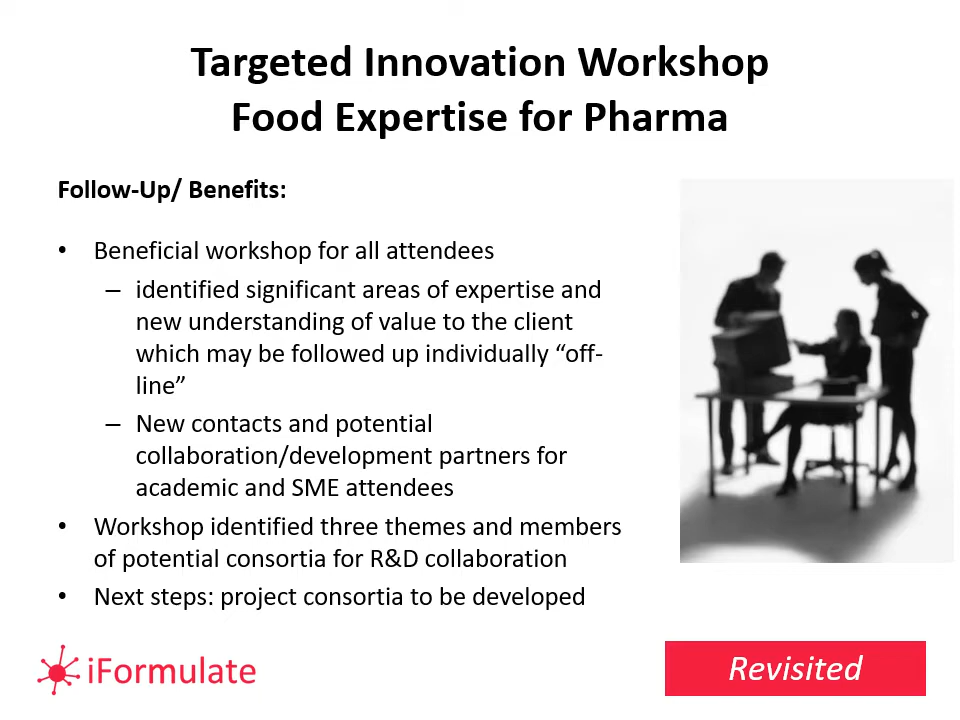 Targeted Innovation Workshop
Food Expertise for Pharma
Follow-Up/ Benefits:
• Beneficial workshop for all attendees
– identified significant areas of expertise and
new understanding of value to the client
which may be followed up individually “off-
line”
– New contacts and potential
collaboration/development partners for
academic and SME attendees
• Workshop identified three themes and members
of potential consortia for R&D collaboration
• Next steps: project consortia to be developed
iFormulate
Revisited